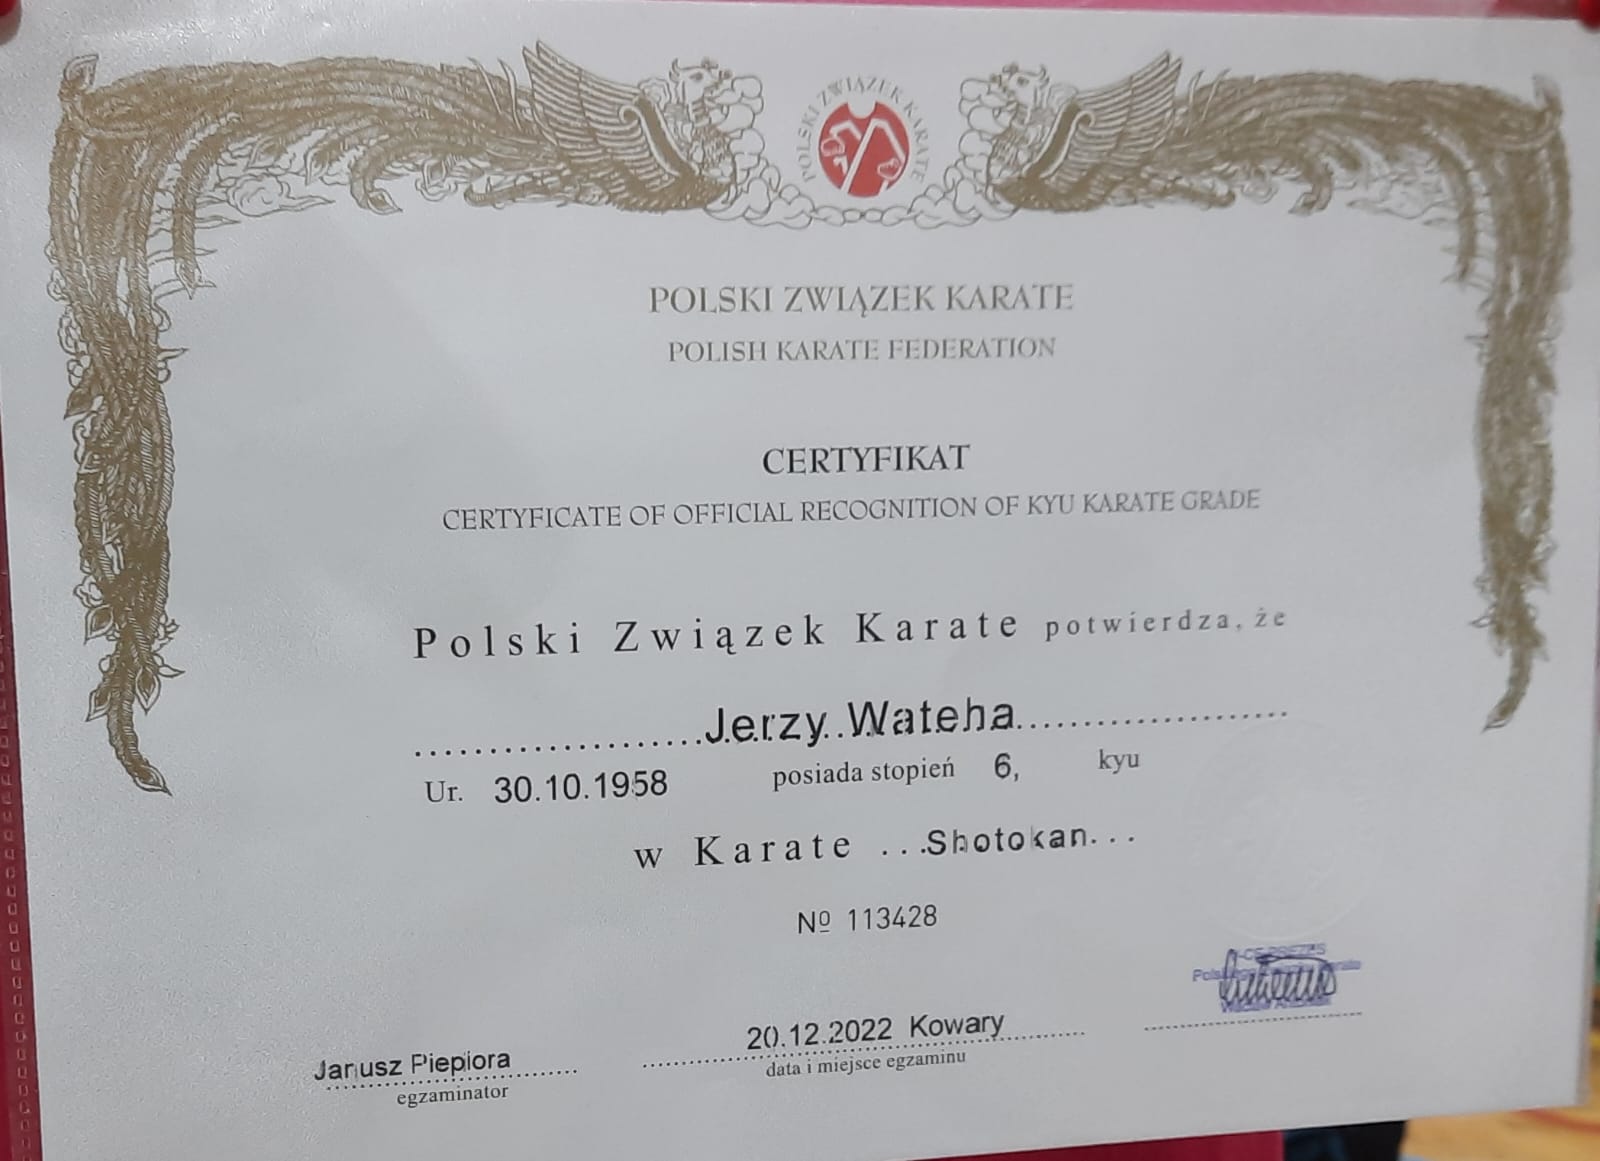 POLSKI ZWIĄZEK KARATE
POLSKI ZWIĄZEK KARATE
POLISH KARATE FEDERATION
CERTYFIKAT
CERTYFICATE OF OFFICIAL RECOGNITION OF KYU KARATE GRADE
Polski Związek Karate potwierdza, że
Jerzy Wateha
Ur. 30.10.1958 posiada stopień 6, kyu
w Karate ...Shotokan...
Nº 113428
20.12.2022 Kowary
data i miejsce egzaminu
Janusz Piepiora
egzaminator